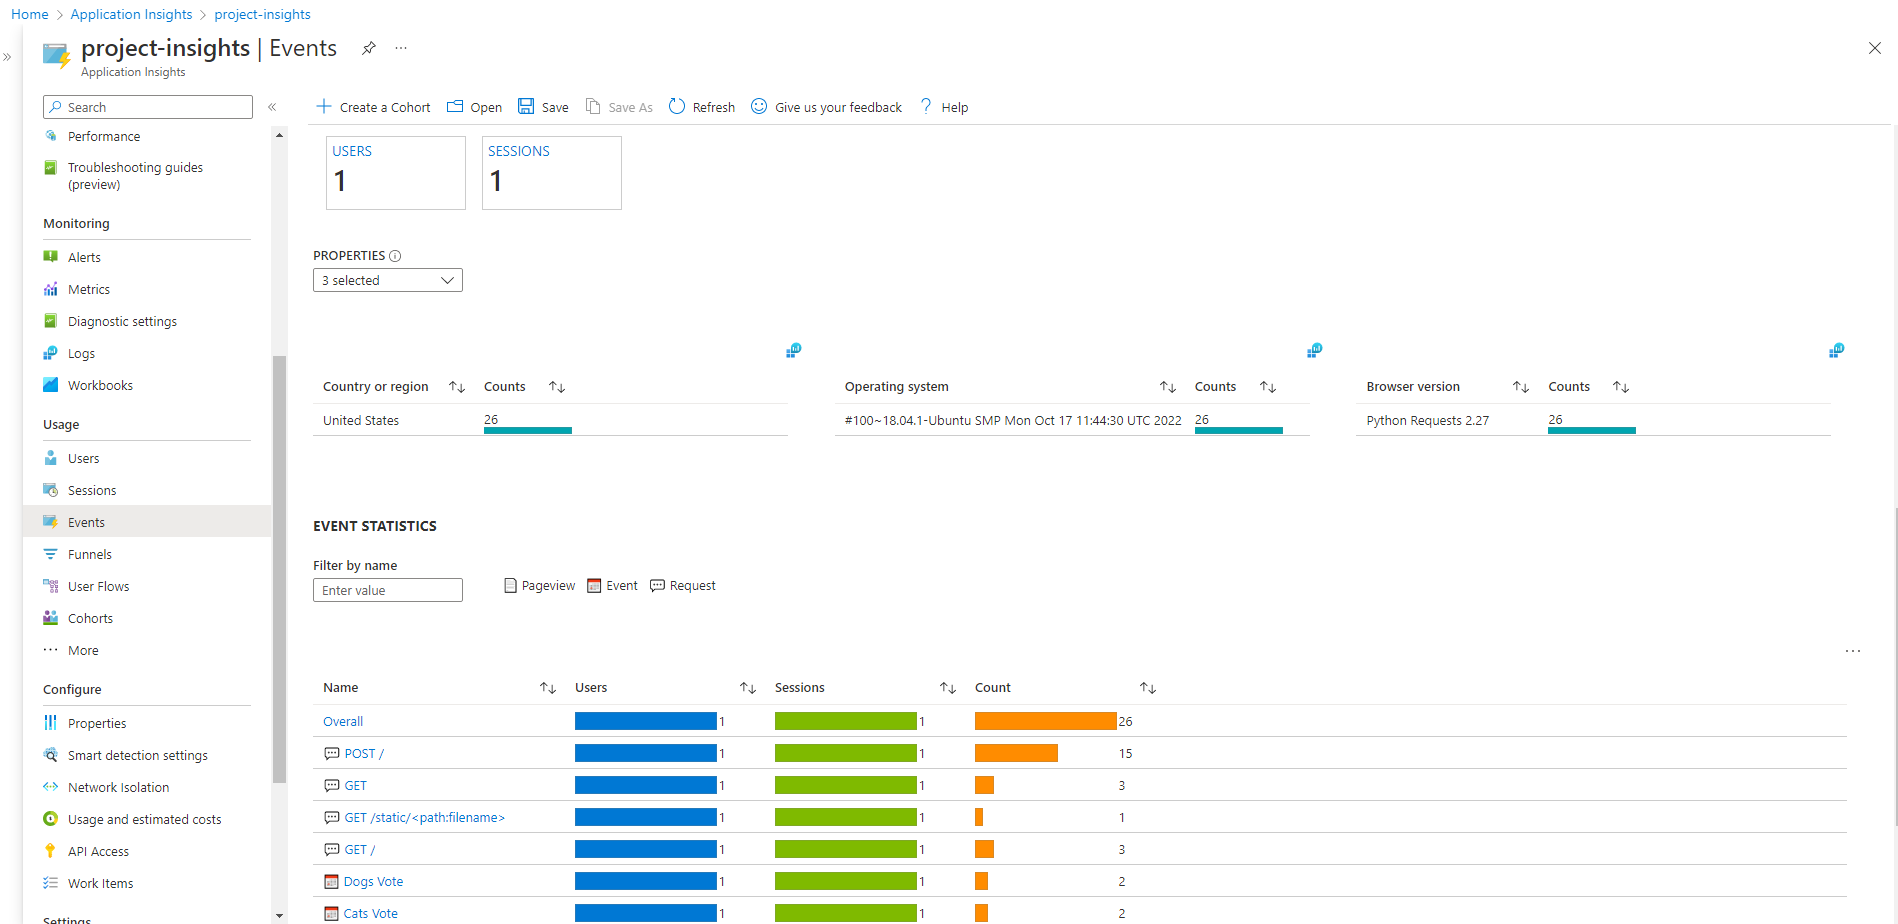 Home > Application Insights > project-insights
project-insights | Events
Application Insights
Search
Create a Cohort Open Save Save As Refresh Give us your feedback ? Help
Performance
Troubleshooting guides
(preview)
Monitoring
Alerts
Metrics
Diagnostic settings
Logs
Workbooks
Usage
Users
Sessions
Events
Funnels
User Flows
Cohorts
More
Configure
Properties
Smart detection settings
Network Isolation
Usage and estimated costs
API Access
Work Items
Settings
USERS SESSIONS
1 1
PROPERTIES
3 selected
Country or region Counts
United States 26
Operating system Counts
#100~18.04.1-Ubuntu SMP Mon Oct 17 11:44:30 UTC 2022 26
Browser version Counts
Python Requests 2.27 26
EVENT STATISTICS
Filter by name
Enter value Pageview Event Request
Name Users Sessions Count
Overall 1 1 26
POST / 1 1 15
GET 1 1 3
GET /static/<path:filename> 1 1 1
GET / 1 1 3
Dogs Vote 1 1 2
Cats Vote 1 1 2